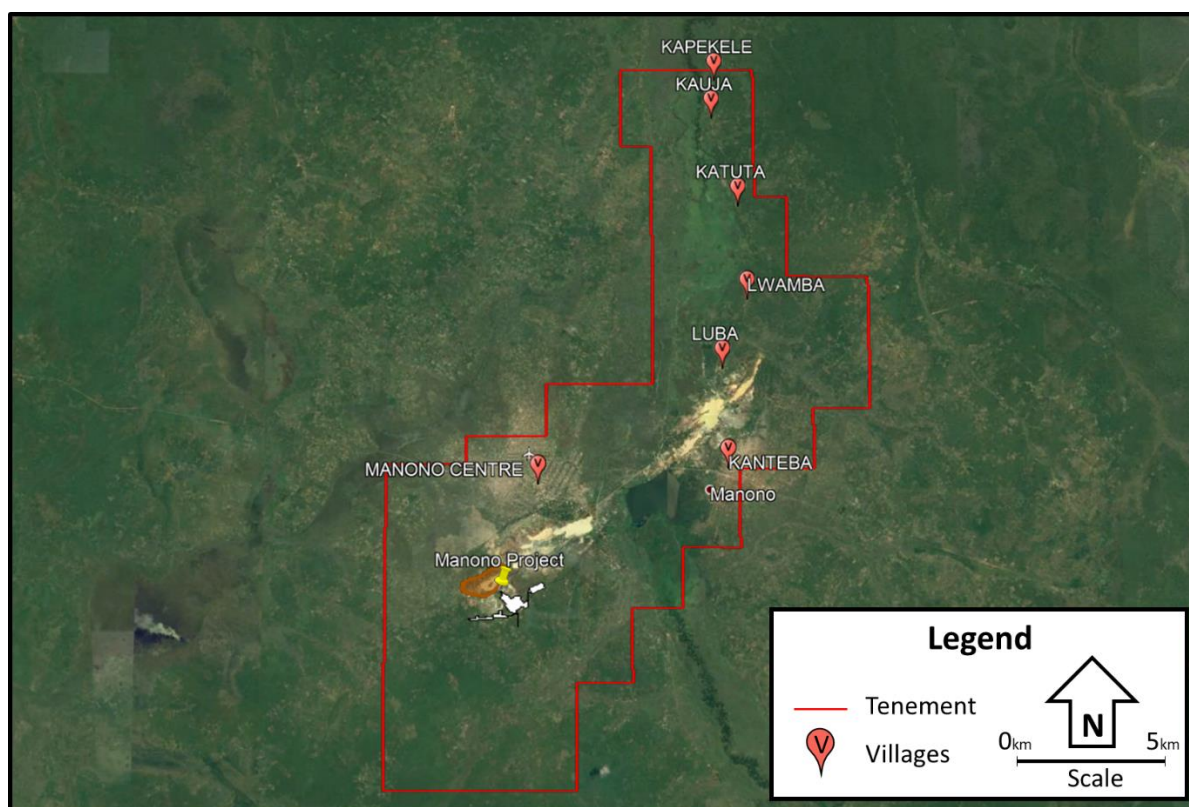 KAPEKELE
V
KAUJA
V
KATUTA
V
V
LWAMBA
LUBA
V
V
KANTEBA
MANONO CENTRE
V
Manono
Manono Project
Legend
Tenement
V
Villages
N
0km
5km
Scale